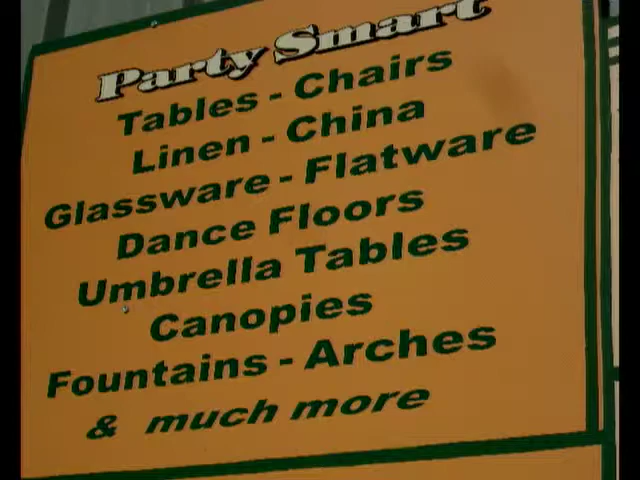 Party Smart
Tables - Chairs
Linen - China
Glassware - Flatware
Dance Floors
Umbrella Tables
Canopies
Fountains - Arches
& much more